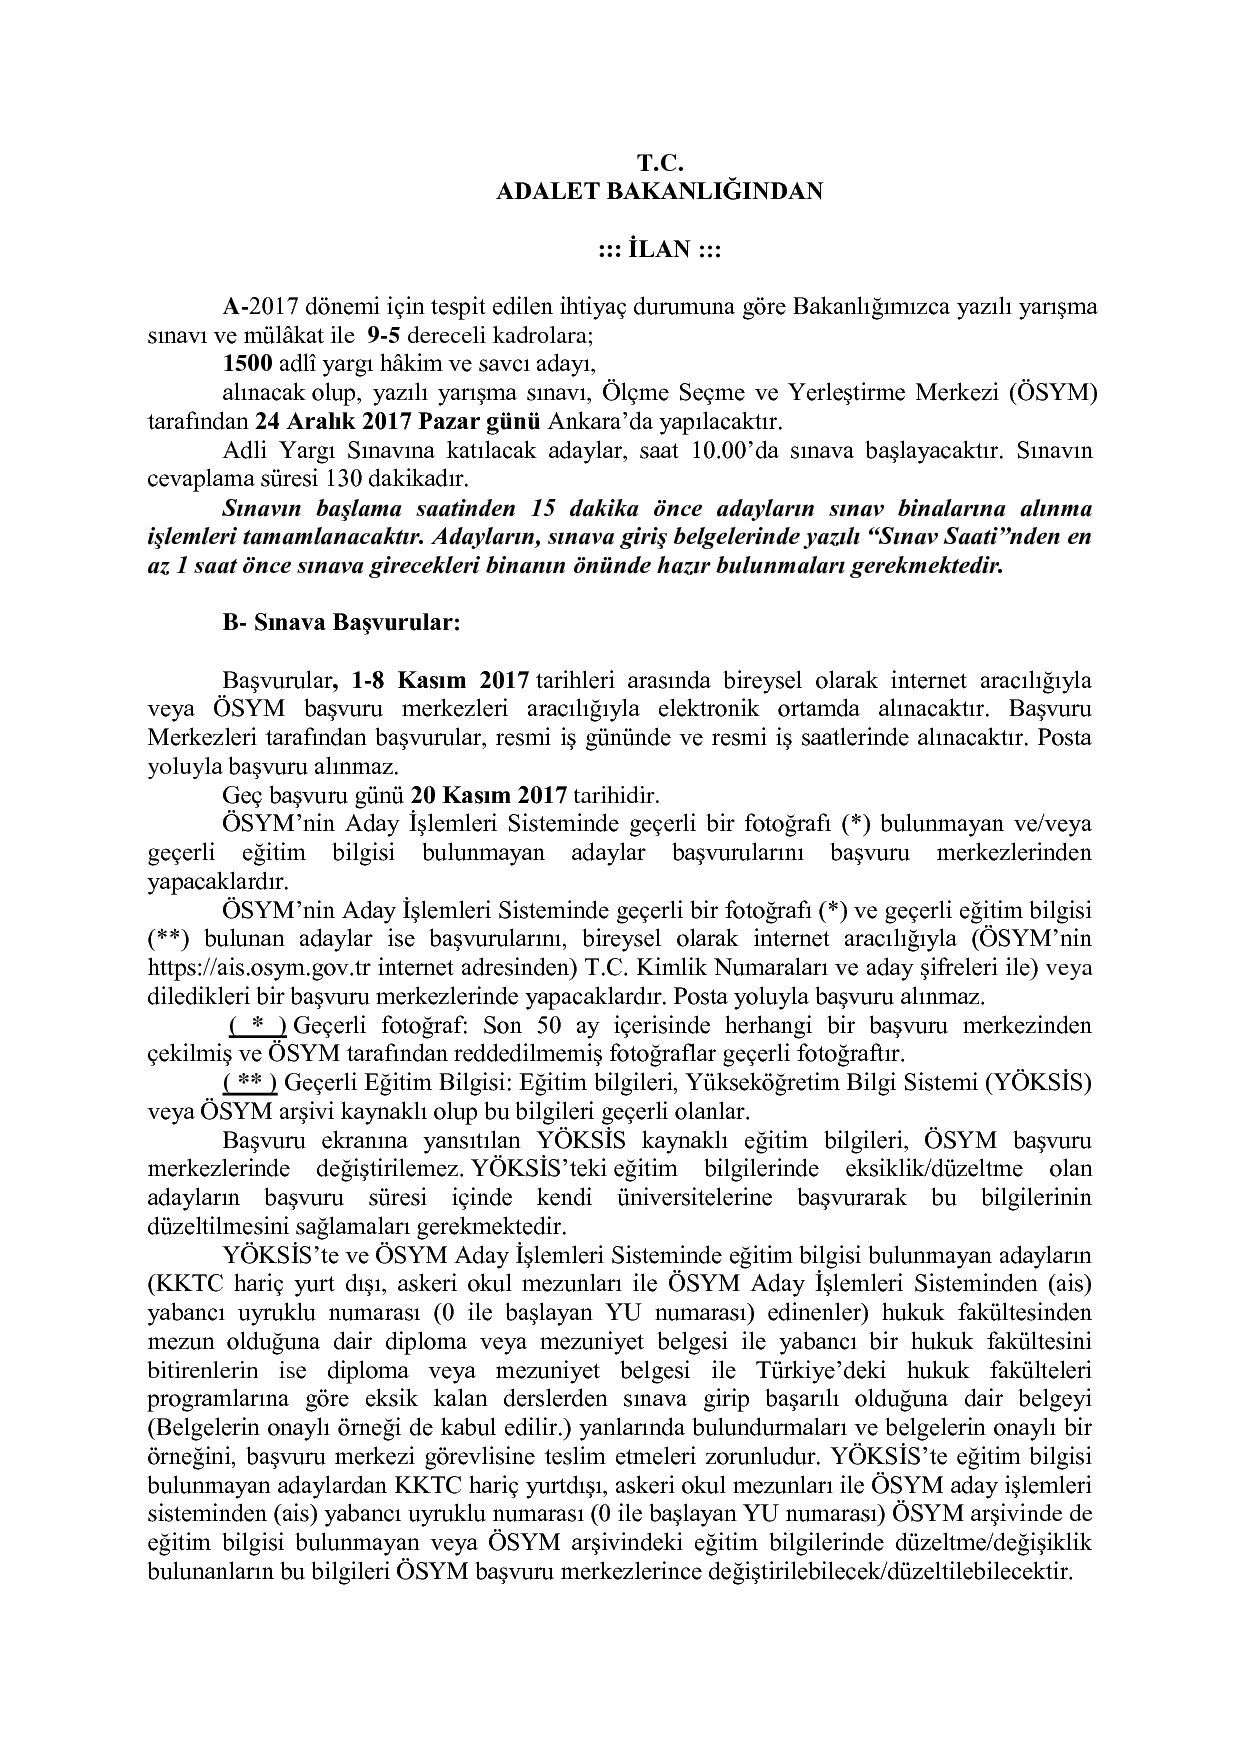 T.C.
ADALET BAKANLIĞINDAN
::: İLAN :::
A-2017 dönemi için tespit edilen ihtiyaç durumuna göre Bakanlığımızca yazılı yarışma
sınavı ve mülâkat ile 9-5 dereceli kadrolara;
1500 adlî yargı hâkim ve savcı adayı,
alınacak olup, yazılı yarışma sınavı, Ölçme Seçme ve Yerleştirme Merkezi (ÖSYM)
tarafından 24 Aralık 2017 Pazar günü Ankara’da yapılacaktır.
Adli Yargı Sınavına katılacak adaylar, saat 10.00’da sınava başlayacaktır. Sınavın
cevaplama süresi 130 dakikadır.
Sınavın başlama saatinden 15 dakika önce adayların sınav binalarına alınma
işlemleri tamamlanacaktır. Adayların, sınava giriş belgelerinde yazılı “Sınav Saati”nden en
az 1 saat önce sınava girecekleri binanın önünde hazır bulunmaları gerekmektedir.
B- Sınava Başvurular:
Başvurular, 1-8 Kasım 2017 tarihleri arasında bireysel olarak internet aracılığıyla
veya ÖSYM başvuru merkezleri aracılığıyla elektronik ortamda alınacaktır. Başvuru
Merkezleri tarafından başvurular, resmi iş gününde ve resmi iş saatlerinde alınacaktır. Posta
yoluyla başvuru alınmaz.
Geç başvuru günü 20 Kasım 2017 tarihidir.
ÖSYM’nin Aday İşlemleri Sisteminde geçerli bir fotoğrafı (*) bulunmayan ve/veya
geçerli eğitim bilgisi bulunmayan adaylar başvurularını başvuru merkezlerinden
yapacaklardır.
ÖSYM’nin Aday İşlemleri Sisteminde geçerli bir fotoğrafı (*) ve geçerli eğitim bilgisi
(**) bulunan adaylar ise başvurularını, bireysel olarak internet aracılığıyla (ÖSYM’nin
https://ais.osym.gov.tr internet adresinden) T.C. Kimlik Numaraları ve aday şifreleri ile) veya
diledikleri bir başvuru merkezlerinde yapacaklardır. Posta yoluyla başvuru alınmaz.
( * ) Geçerli fotoğraf: Son 50 ay içerisinde herhangi bir başvuru merkezinden
çekilmiş ve ÖSYM tarafından reddedilmemiş fotoğraflar geçerli fotoğraftır.
( ** ) Geçerli Eğitim Bilgisi: Eğitim bilgileri, Yükseköğretim Bilgi Sistemi (YÖKSİS)
veya ÖSYM arşivi kaynaklı olup bu bilgileri geçerli olanlar.
Başvuru ekranına yansıtılan YÖKSİS kaynaklı eğitim bilgileri, ÖSYM başvuru
merkezlerinde değiştirilemez. YÖKSİS’teki eğitim bilgilerinde eksiklik/düzeltme olan
adayların başvuru süresi içinde kendi üniversitelerine başvurarak bu bilgilerinin
düzeltilmesini sağlamaları gerekmektedir.
YÖKSİS’te ve ÖSYM Aday İşlemleri Sisteminde eğitim bilgisi bulunmayan adayların
(KKTC hariç yurt dışı, askeri okul mezunları ile ÖSYM Aday İşlemleri Sisteminden (ais)
yabancı uyruklu numarası (0 ile başlayan YU numarası) edinenler) hukuk fakültesinden
mezun olduğuna dair diploma veya mezuniyet belgesi ile yabancı bir hukuk fakültesini
bitirenlerin ise diploma veya mezuniyet belgesi ile Türkiye’deki hukuk fakülteleri
programlarına göre eksik kalan derslerden sınava girip başarılı olduğuna dair belgeyi
(Belgelerin onaylı örneği de kabul edilir.) yanlarında bulundurmaları ve belgelerin onaylı bir
örneğini, başvuru merkezi görevlisine teslim etmeleri zorunludur. YÖKSİS’te eğitim bilgisi
bulunmayan adaylardan KKTC hariç yurtdışı, askeri okul mezunları ile ÖSYM aday işlemleri
sisteminden (ais) yabancı uyruklu numarası (0 ile başlayan YU numarası) ÖSYM arşivinde de
eğitim bilgisi bulunmayan veya ÖSYM arşivindeki eğitim bilgilerinde düzeltme/değişiklik
bulunanların bu bilgileri ÖSYM başvuru merkezlerince değiştirilebilecek/düzeltilebilecektir.